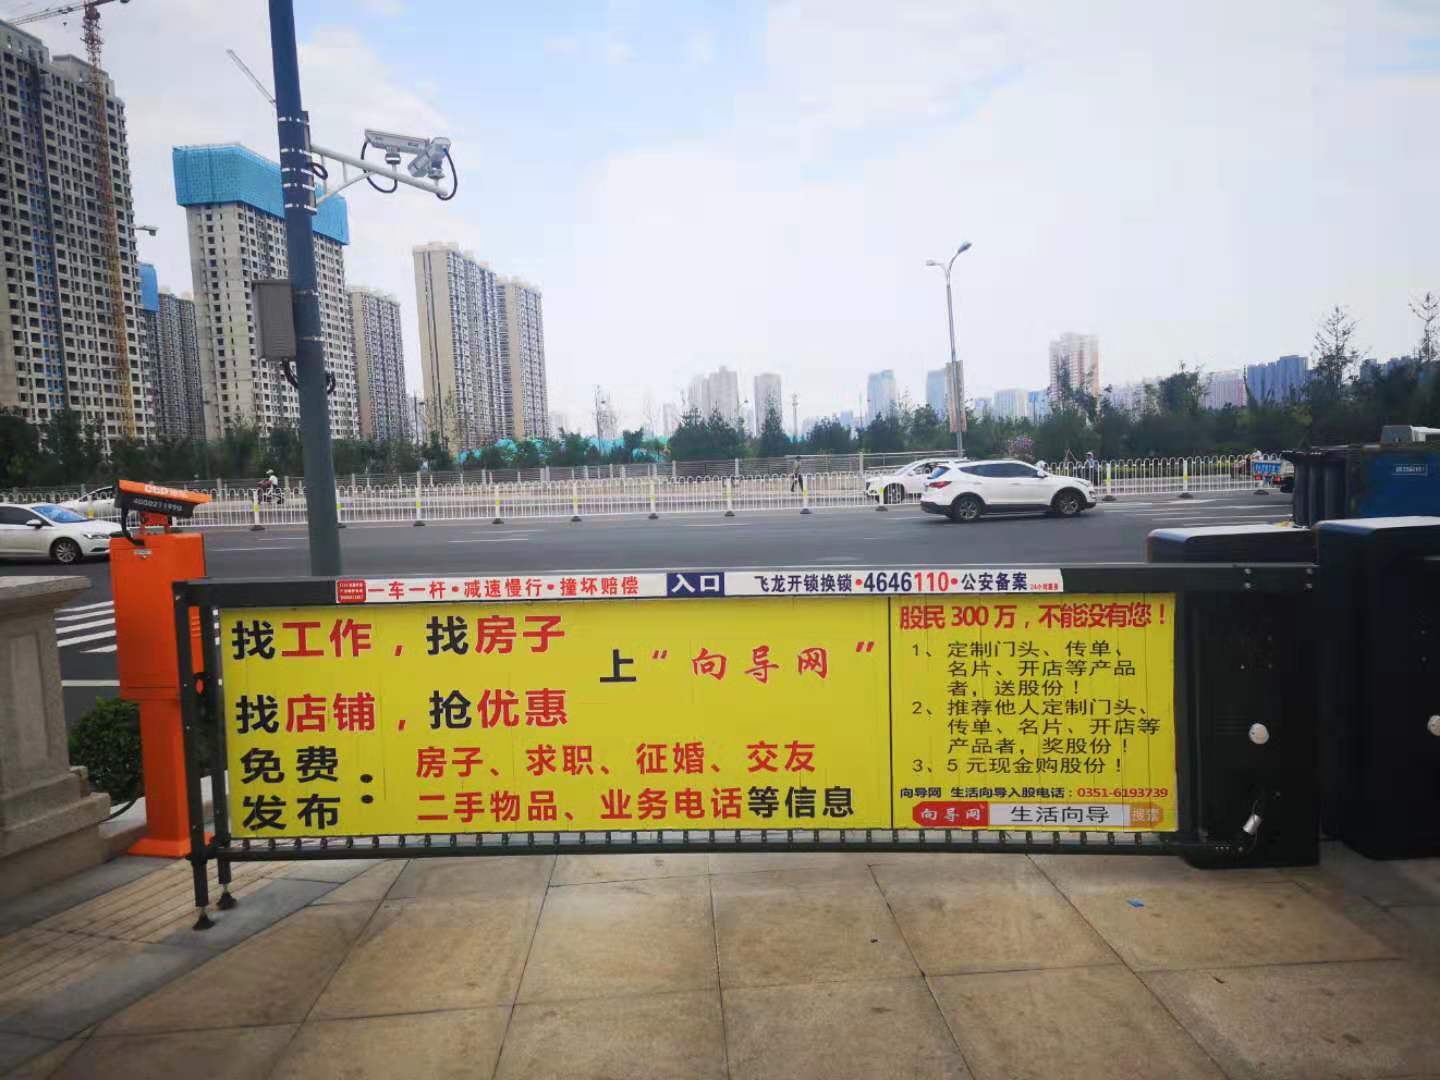 一车一杆·减速慢行·撞坏赔偿
入口
飞龙开锁换锁·4646110·公安备案
24小时服务
找工作，找房子
上“向导网”
找店铺，抢优惠
免费发布：
房子、求职、征婚、交友
二手物品、业务电话等信息
股民300万，不能没有您！
1、定制门头、传单、
名片、开店等产品
者，送股份！
2、推荐他人定制门头、
传单、名片、开店等
产品者，奖股份！
3、5元现金购股份！
向导网 生活向导入股电话：0351-6193739
向导网 生活向导 搜索